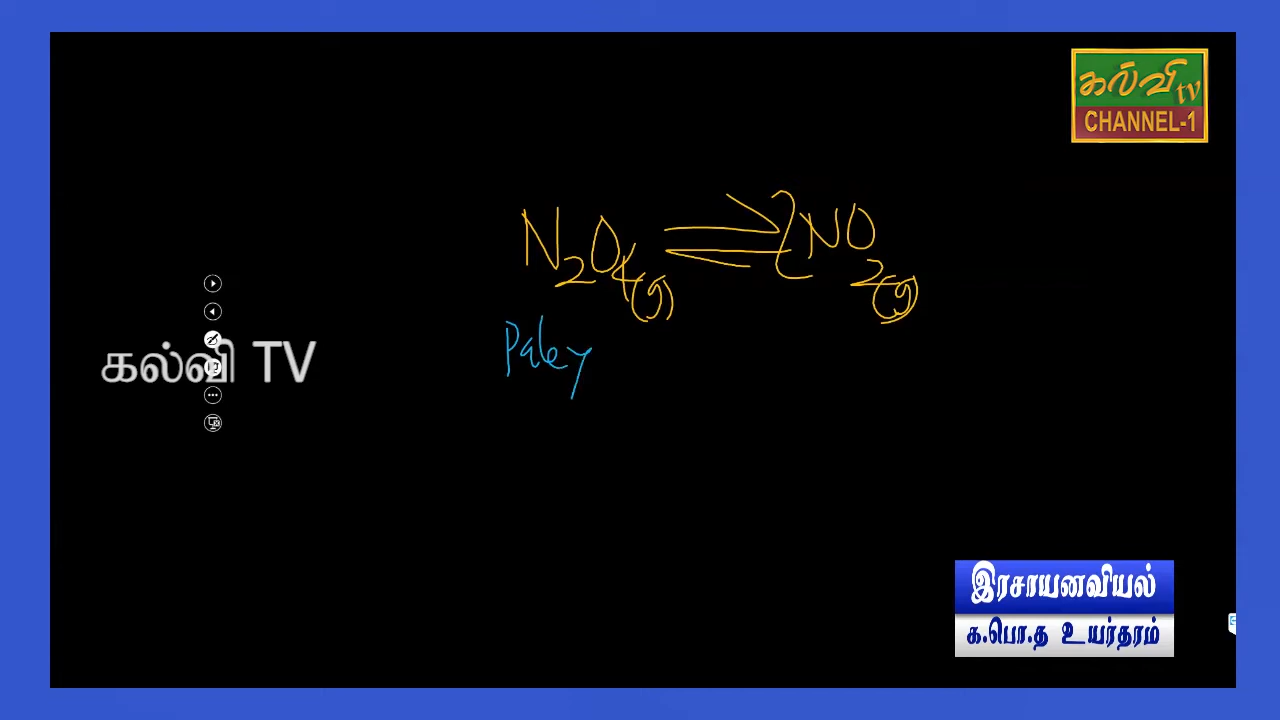 கல்வி tv
CHANNEL-1
N₂O₄(g) ⇌ 2NO₂(g)
Paley
கல்வி TV
இரசாயனவியல்
க.பொ.த உயர்தரம்